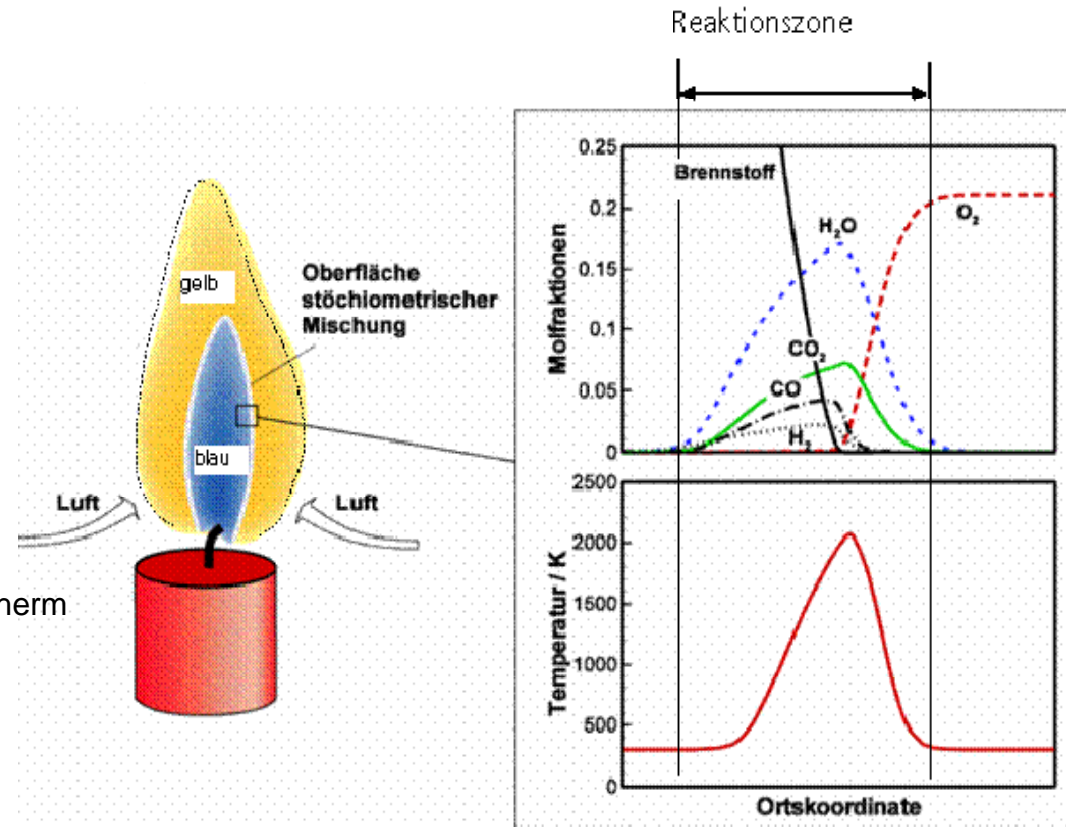 Reaktionszone
gelb
Oberfläche
stöchiometrischer
Mischung
blau
Luft
Luft
herm
Molfraktionen
0.25
0.2
0.15
0.1
0.05
0
Brennstoff
H₂O
O₂
CO₂
CO
H₂
Temperatur / K
2500
2000
1500
1000
500
0
Ortskoordinate